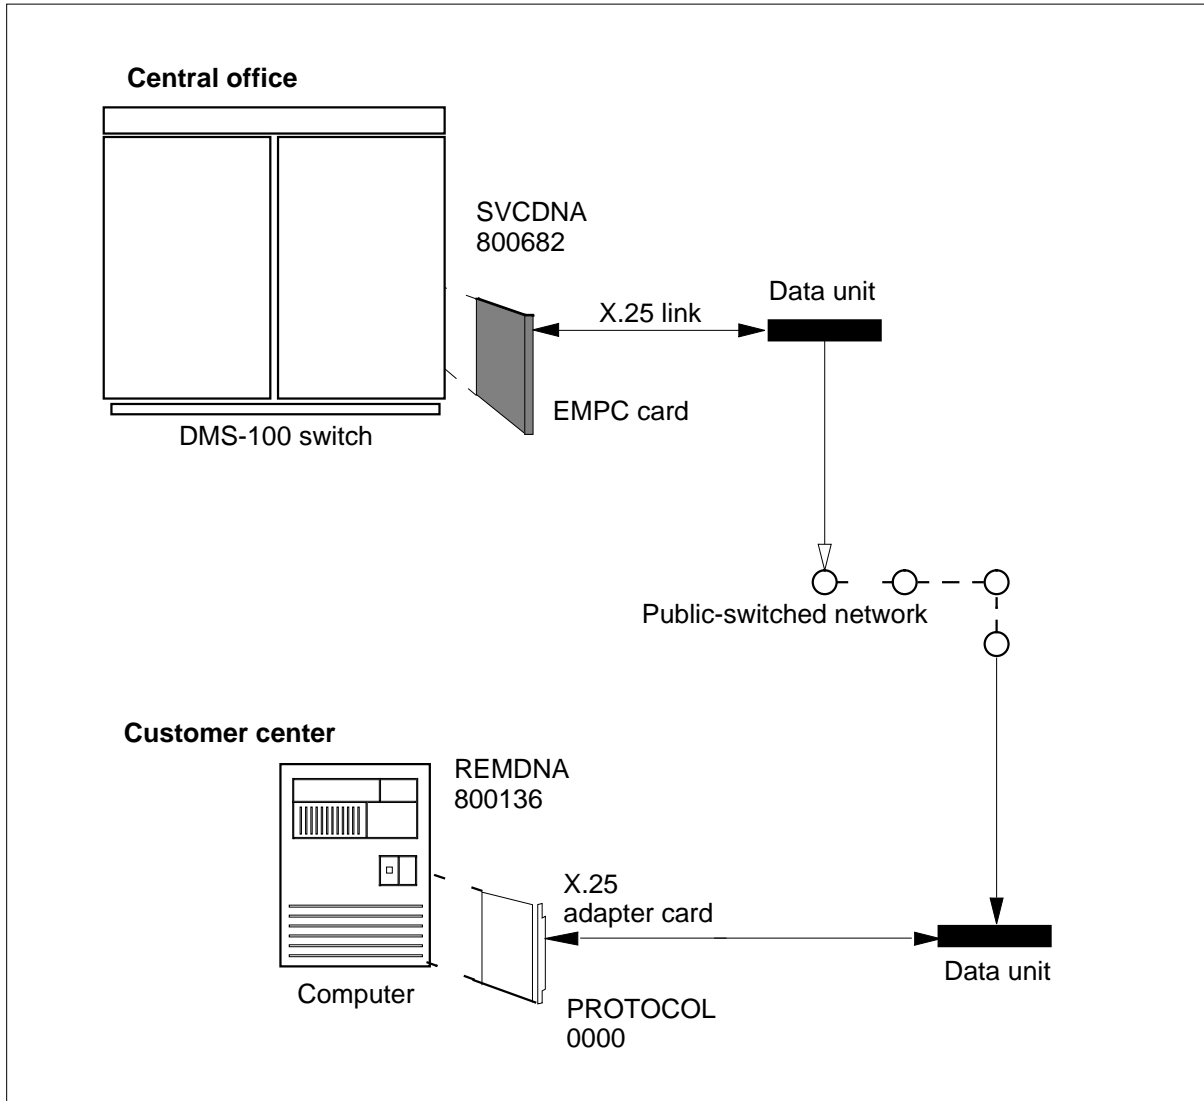 Central office
SVCDNA
800682
Data unit
X.25 link
EMPC card
DMS-100 switch
Public-switched network
Customer center
REMDNA
800136
X.25
adapter card
Data unit
Computer
PROTOCOL
0000